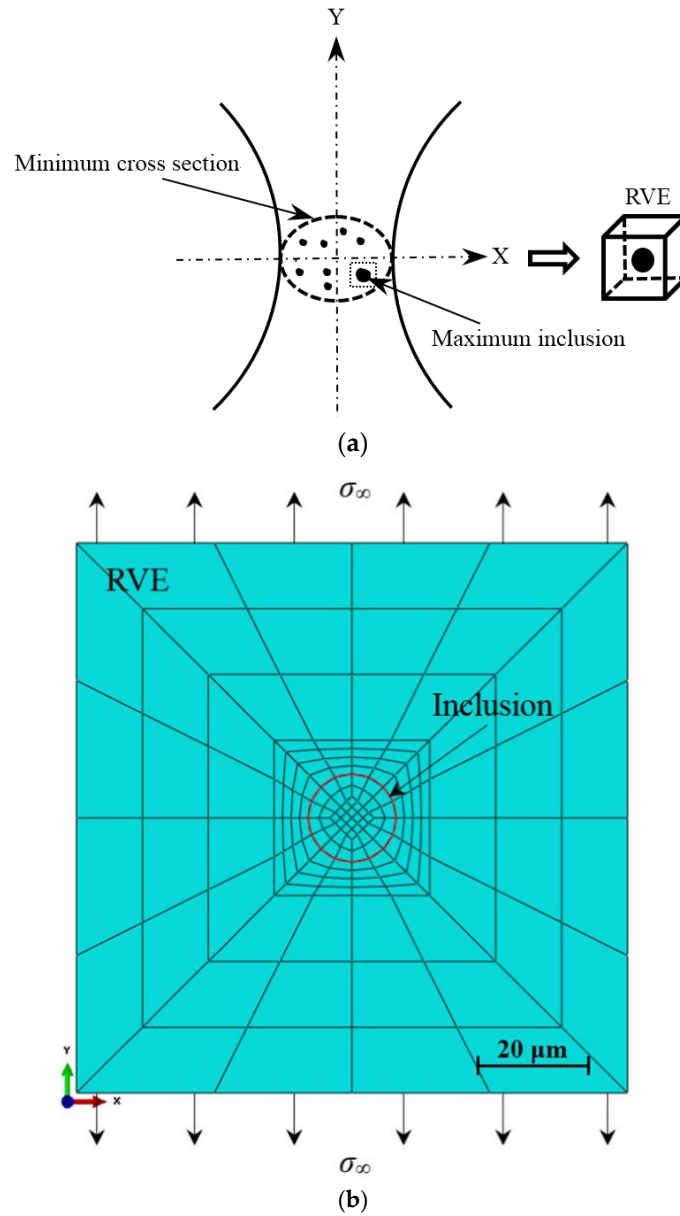 Y
Minimum cross section
RVE
X
Maximum inclusion
(a)
σ∞
RVE
Inclusion
20 µm
Y
X
σ∞
(b)